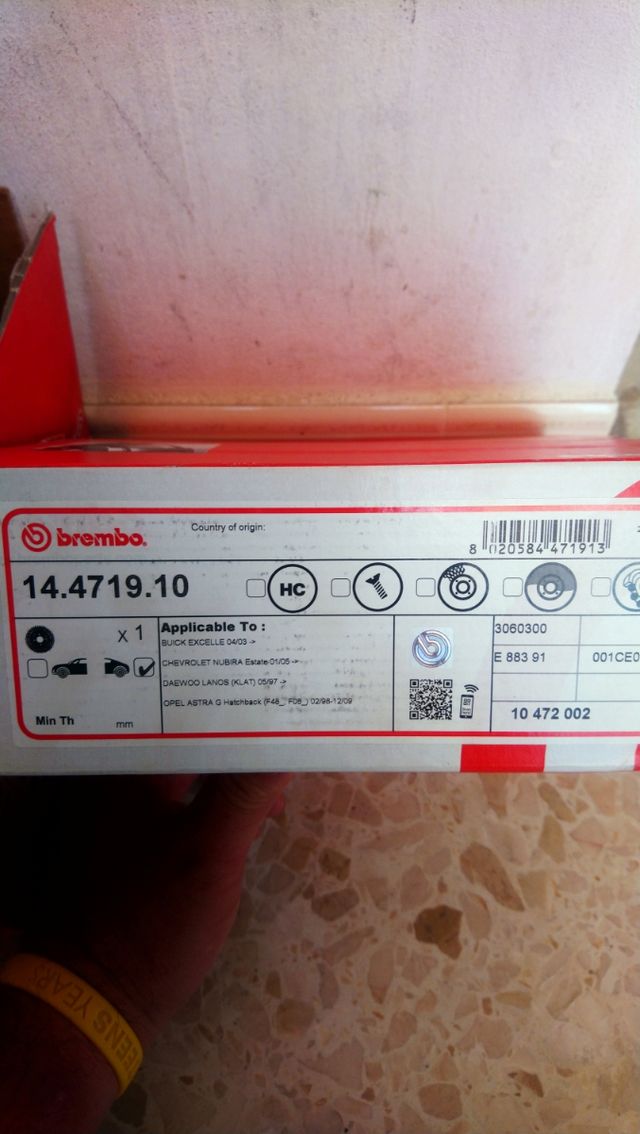 brembo.
Country of origin:
8 020584 471913
14.4719.10
HC
x 1
Applicable To :
BUICK EXCELLE 04/03 ->
CHEVROLET NUBIRA Estate 01/05 ->
DAEWOO LANOS (KLAT) 05/97 ->
OPEL ASTRA G Hatchback (F48_, F08_) 02/98-12/09
Min Th mm
3060300
E 883 91 001CE0
10 472 002
EENS YEAR